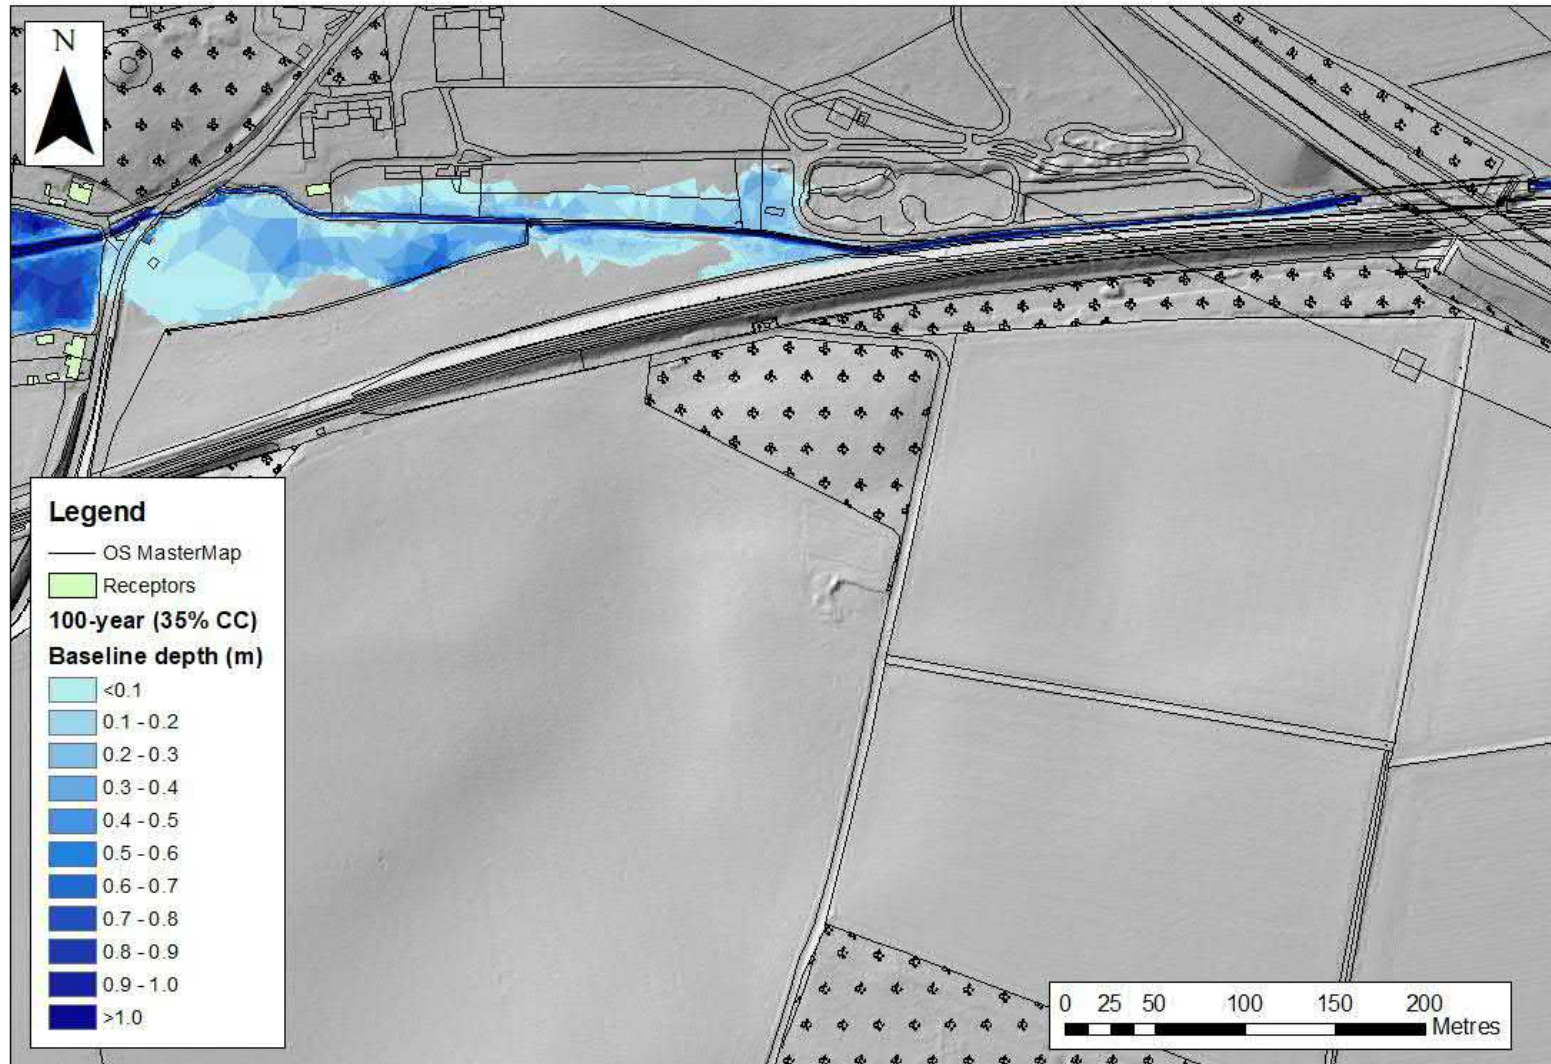 N
Legend
OS MasterMap
Receptors
100-year (35% CC)
Baseline depth (m)
<0.1
0.1 - 0.2
0.2 - 0.3
0.3 - 0.4
0.4 - 0.5
0.5 - 0.6
0.6 - 0.7
0.7 - 0.8
0.8 - 0.9
0.9 - 1.0
>1.0
0 25 50 100 150 200
Metres